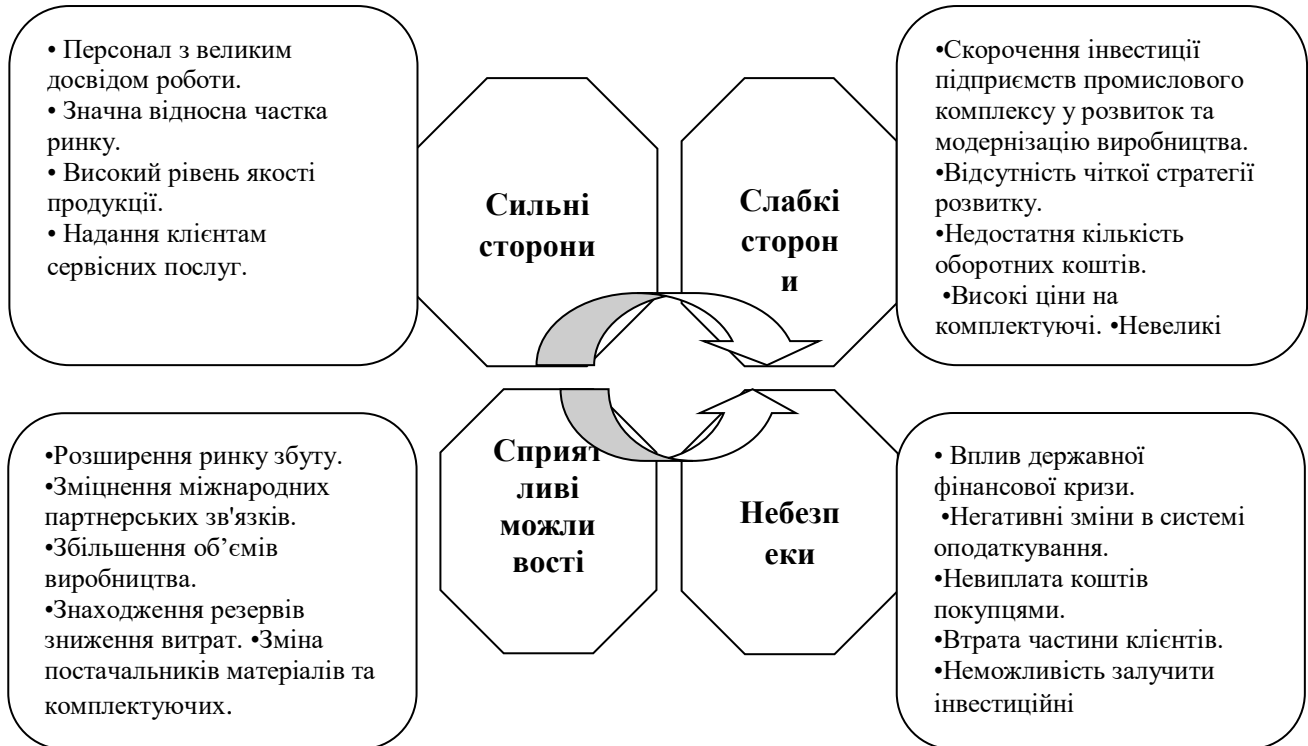 • Персонал з великим
досвідом роботи.
• Значна відносна частка
ринку.
• Високий рівень якості
продукції.
• Надання клієнтам
сервісних послуг.
Сильні
сторони
Слабкі
сторон
и
•Скорочення інвестиції
підприємств промислового
комплексу у розвиток та
модернізацію виробництва.
•Відсутність чіткої стратегії
розвитку.
•Недостатня кількість
оборотних коштів.
•Високі ціни на
комплектуючі. •Невеликі
•Розширення ринку збуту.
•Зміцнення міжнародних
партнерських зв'язків.
•Збільшення об’ємів
виробництва.
•Знаходження резервів
зниження витрат. •Зміна
постачальників матеріалів та
комплектуючих.
Сприят
ливі
можли
вості
Небезп
еки
• Вплив державної
фінансової кризи.
•Негативні зміни в системі
оподаткування.
•Невиплата коштів
покупцями.
•Втрата частини клієнтів.
•Неможливість залучити
інвестиційні